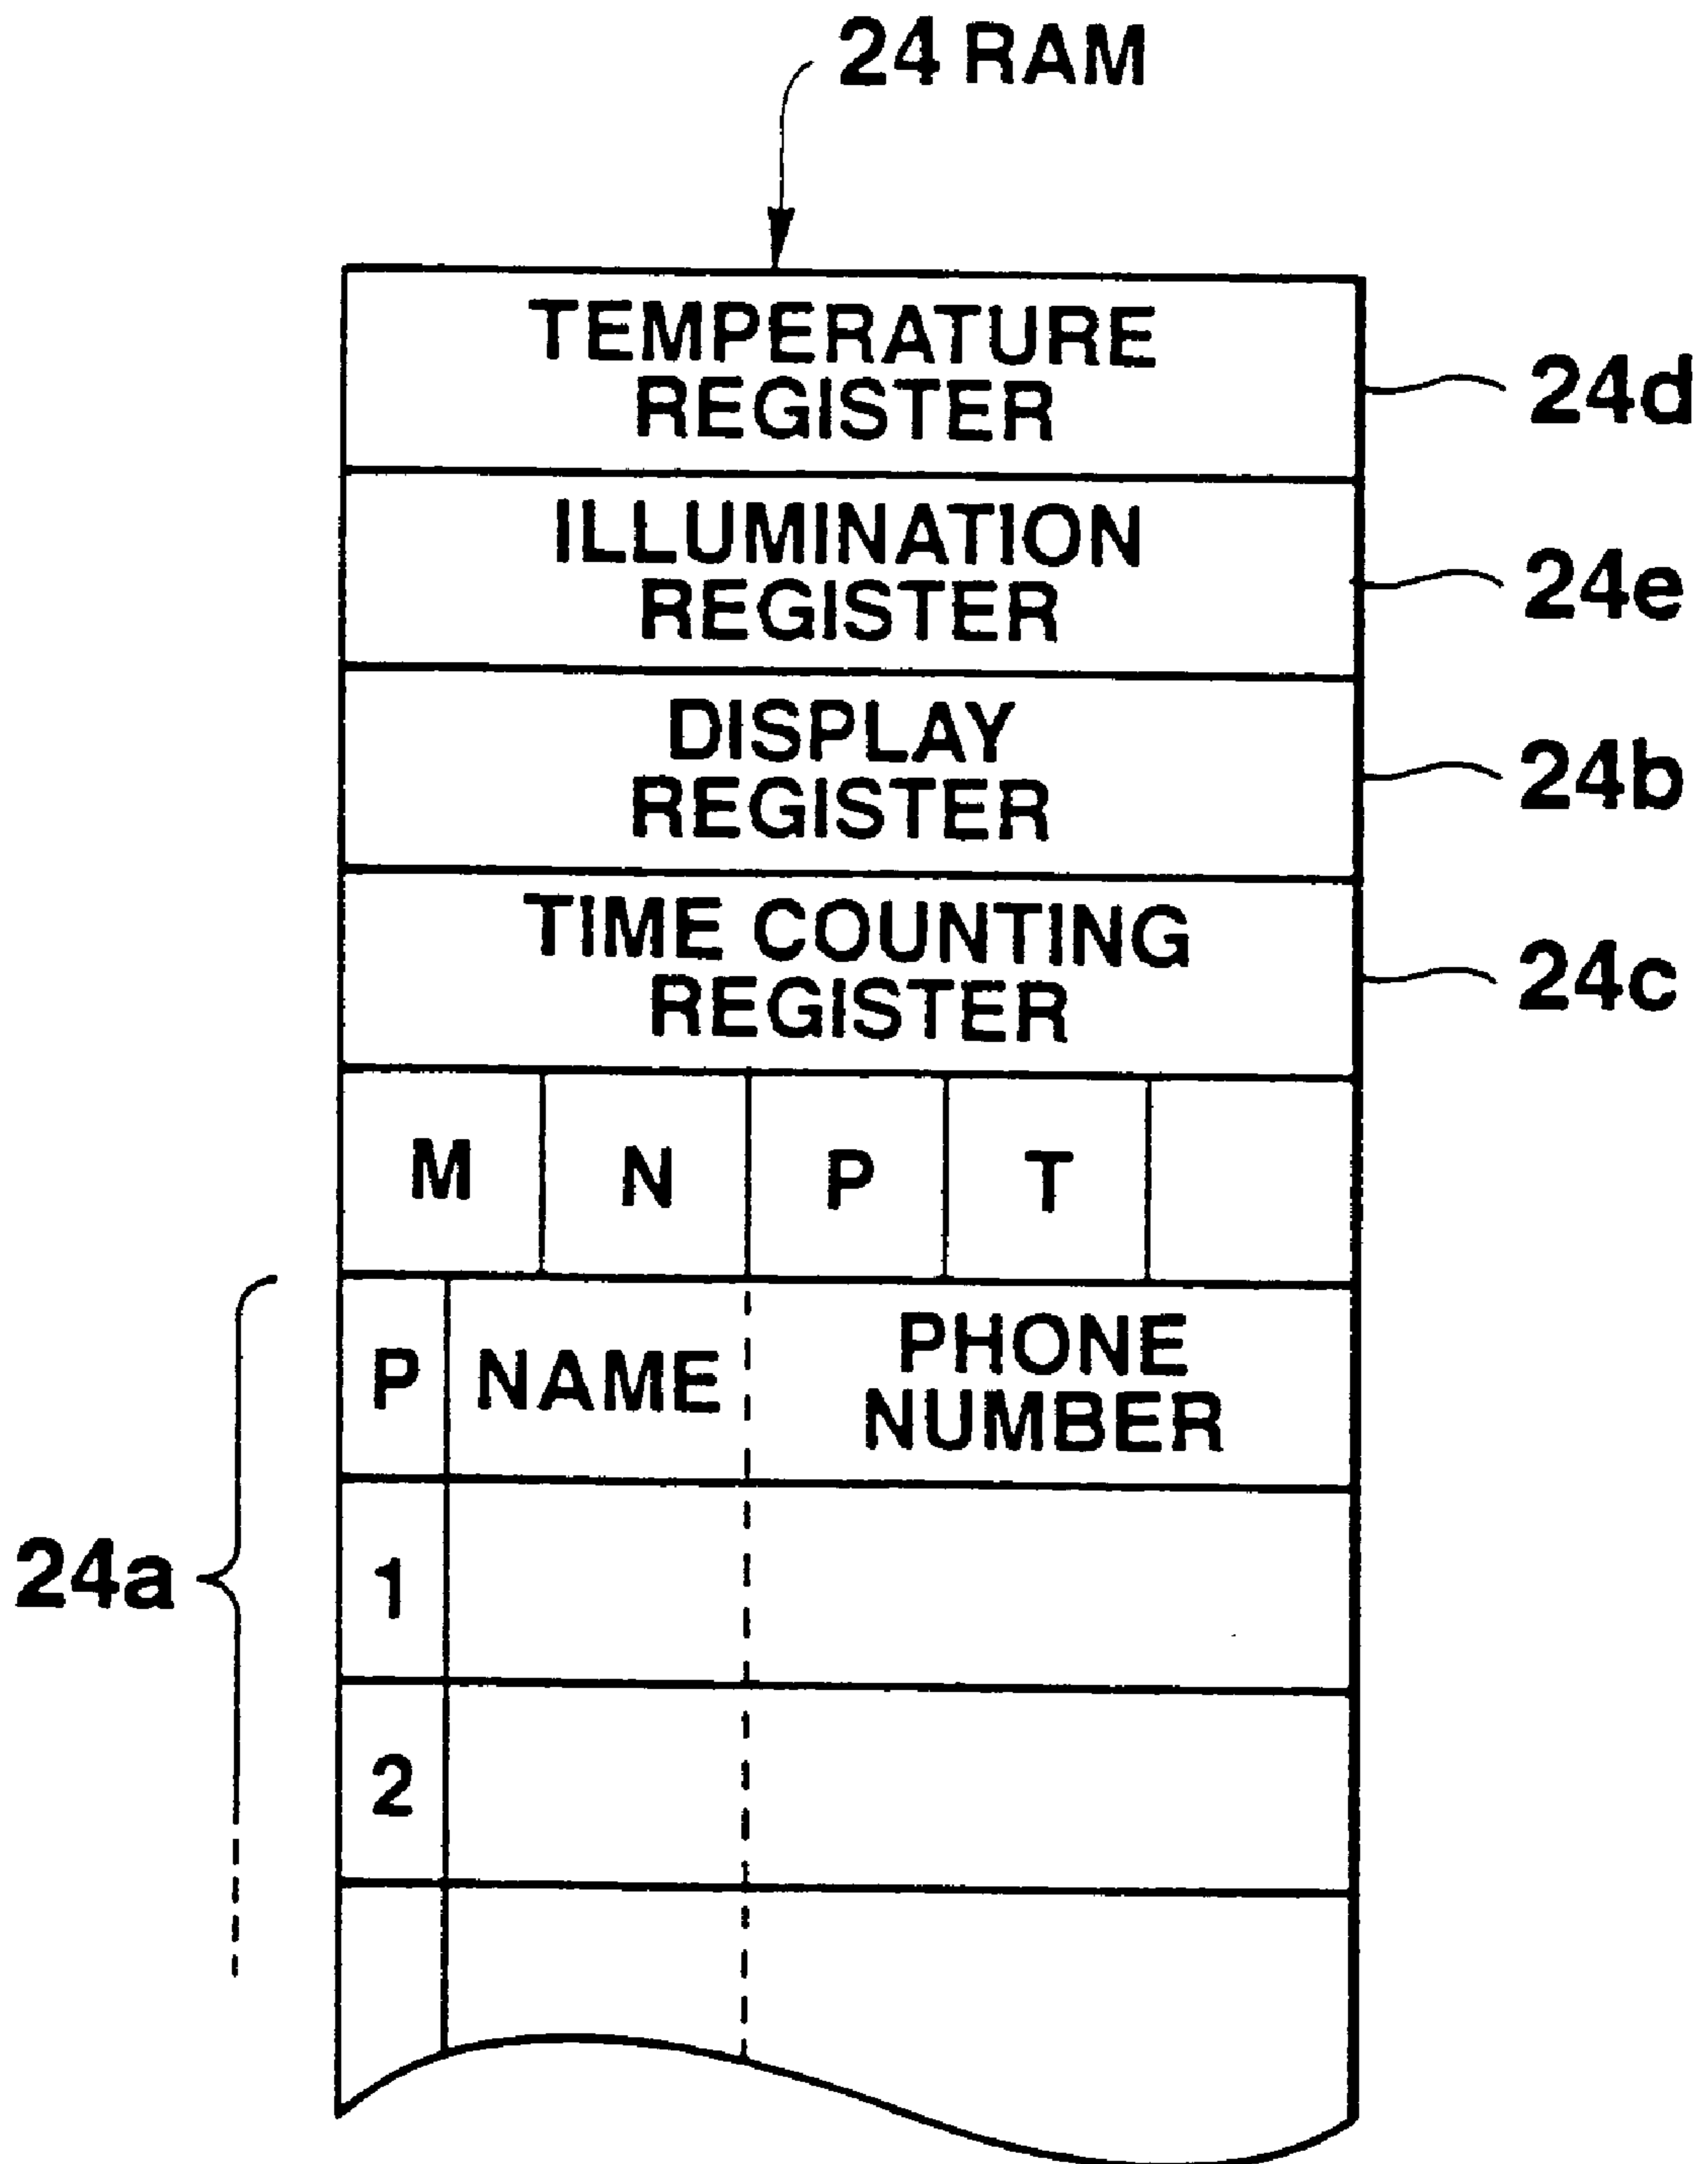 24 RAM
TEMPERATURE
REGISTER
24d
ILLUMINATION
REGISTER
24e
DISPLAY
REGISTER
24b
TIME COUNTING
REGISTER
24c
M N P T
P NAME PHONE
NUMBER
24a
1
2